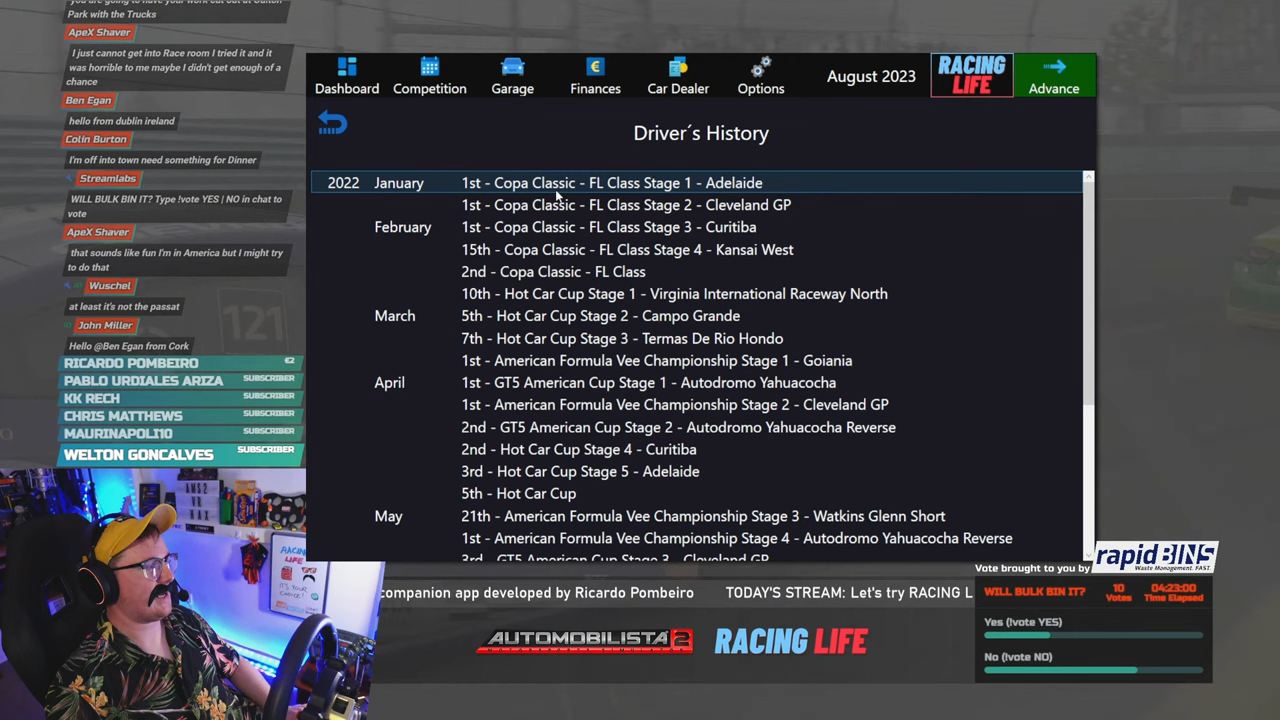 you are going to have your work cut out at Oulton
Park with the Trucks
ApeX Shaver
I just cannot get into Race room I tried it and it
was horrible to me maybe I didn't get enough of a
chance
Ben Egan
hello from dublin ireland
Colin Burton
I'm off into town need something for Dinner
Streamlabs
WILL BULK BIN IT? Type !vote YES | NO in chat to
vote
ApeX Shaver
that sounds like fun I'm in America but I might try
to do that
Wuschel
at least it's not the passat
John Miller
Hello @Ben Egan from Cork
RICARDO POMBEIRO €2
PABLO URDIALES ARIZA SUBSCRIBER
KK RECH SUBSCRIBER
CHRIS MATTHEWS SUBSCRIBER
MAURINAPOLI10 SUBSCRIBER
WELTON GONCALVES SUBSCRIBER
Dashboard Competition Garage Finances Car Dealer Options August 2023 RACING LIFE Advance
Driver´s History
2022 January 1st - Copa Classic - FL Class Stage 1 - Adelaide
1st - Copa Classic - FL Class Stage 2 - Cleveland GP
February 1st - Copa Classic - FL Class Stage 3 - Curitiba
15th - Copa Classic - FL Class Stage 4 - Kansai West
2nd - Copa Classic - FL Class
10th - Hot Car Cup Stage 1 - Virginia International Raceway North
March 5th - Hot Car Cup Stage 2 - Campo Grande
7th - Hot Car Cup Stage 3 - Termas De Rio Hondo
1st - American Formula Vee Championship Stage 1 - Goiania
April 1st - GT5 American Cup Stage 1 - Autodromo Yahuacocha
1st - American Formula Vee Championship Stage 2 - Cleveland GP
2nd - GT5 American Cup Stage 2 - Autodromo Yahuacocha Reverse
2nd - Hot Car Cup Stage 4 - Curitiba
3rd - Hot Car Cup Stage 5 - Adelaide
5th - Hot Car Cup
May 21th - American Formula Vee Championship Stage 3 - Watkins Glenn Short
1st - American Formula Vee Championship Stage 4 - Autodromo Yahuacocha Reverse
3rd - GT5 American Cup Stage 3 - Cleveland GP
121
AMS2
VR
RACING
LIFE
IT'S YOUR
companion app developed by Ricardo Pombeiro TODAY'S STREAM: Let's try RACING L
AUTOMOBILISTA 2 RACING LIFE
Vote brought to you by rapid BINS
Waste Management. FAST.
WILL BULK BIN IT? 10 Votes 04:23:00 Time Elapsed
Yes (!vote YES)
No (!vote NO)